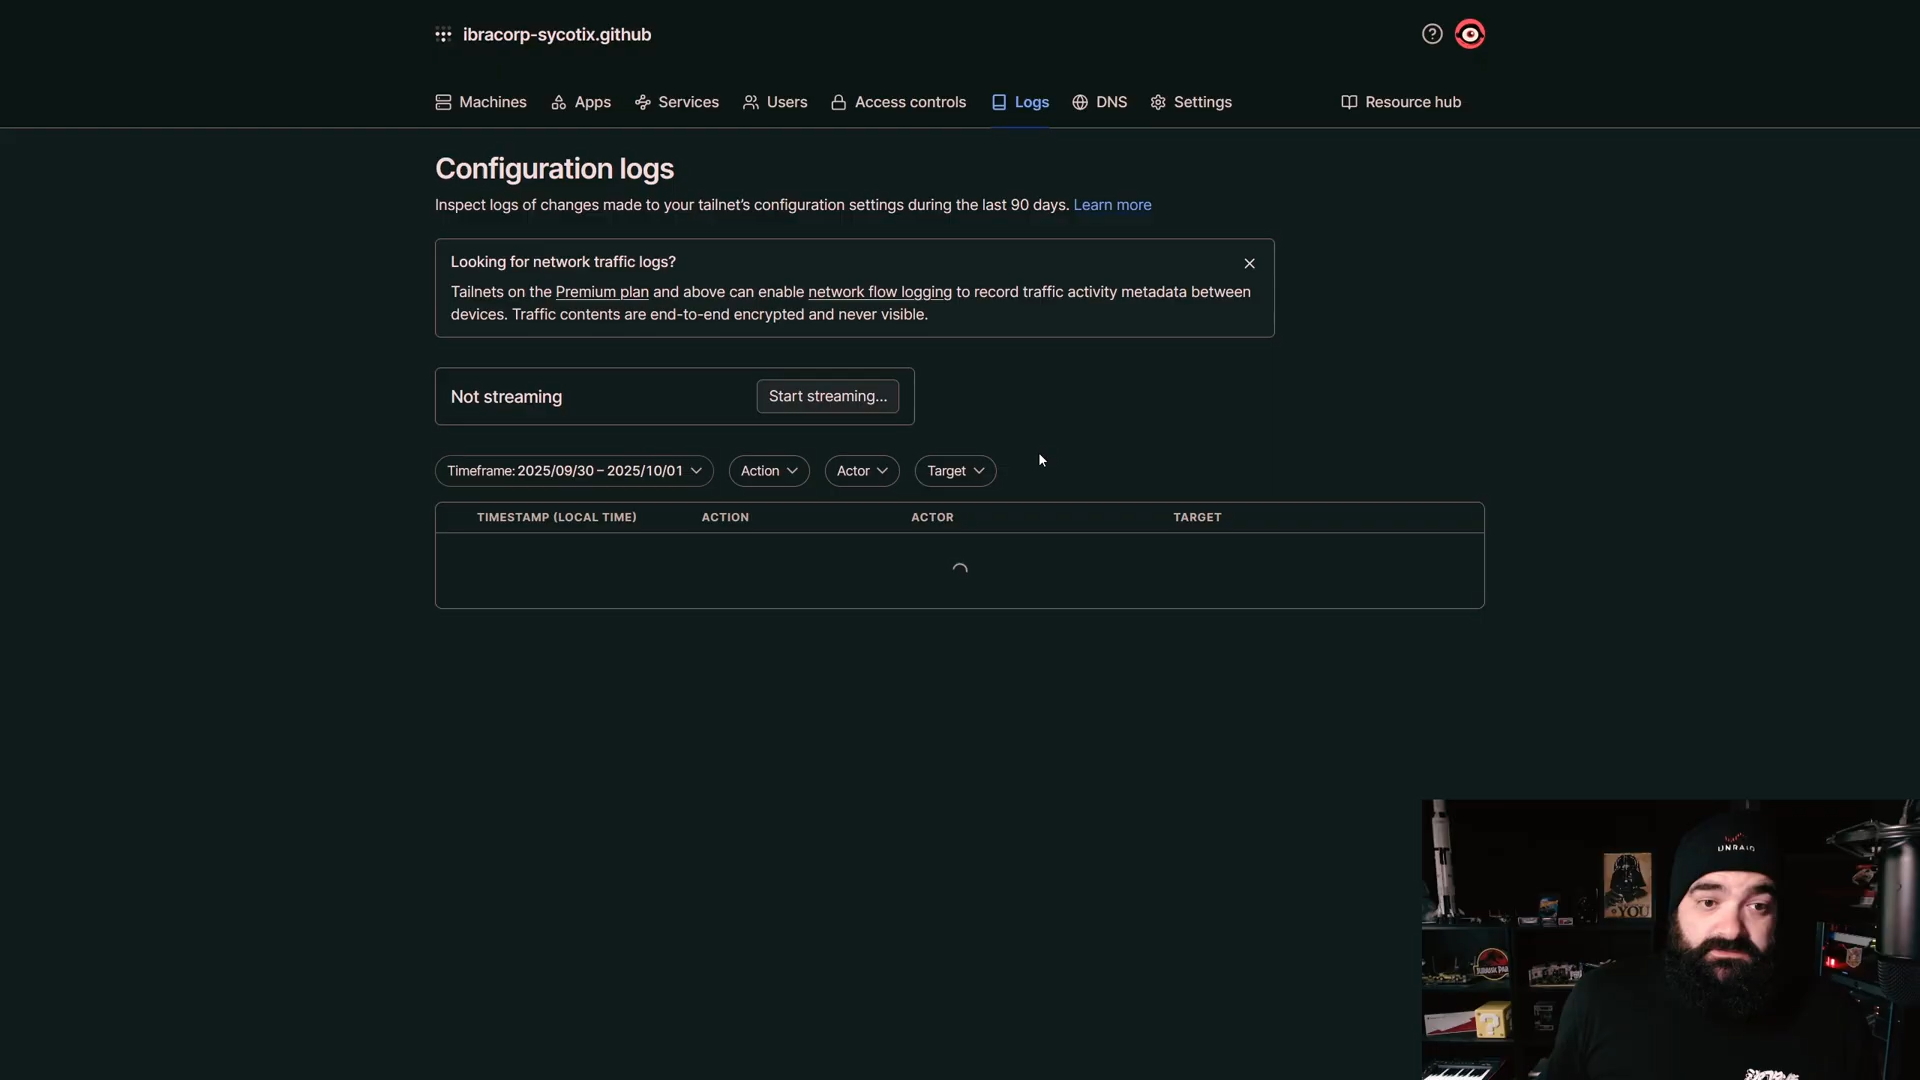 ibracorp-sycotix.github
Machines Apps Services Users Access controls Logs DNS Settings Resource hub
Configuration logs
Inspect logs of changes made to your tailnet’s configuration settings during the last 90 days. Learn more
Looking for network traffic logs?
Tailnets on the Premium plan and above can enable network flow logging to record traffic activity metadata between
devices. Traffic contents are end-to-end encrypted and never visible.
Not streaming Start streaming...
Timeframe: 2025/09/30 – 2025/10/01 Action Actor Target
TIMESTAMP (LOCAL TIME) ACTION ACTOR TARGET
UNRAID
YOU
JURASSIC PARK